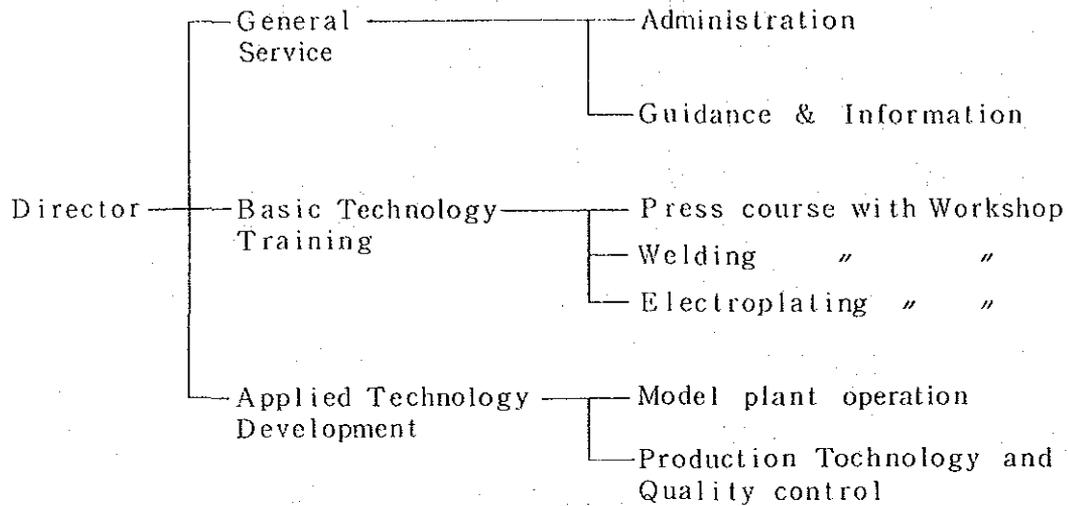 General Administration
Service
Guidance & Information
Director Basic Technology Press course with Workshop
Training
Welding 〃 〃
Electroplating 〃 〃
Applied Technology Model plant operation
Development
Production Tochnology and
Quality control